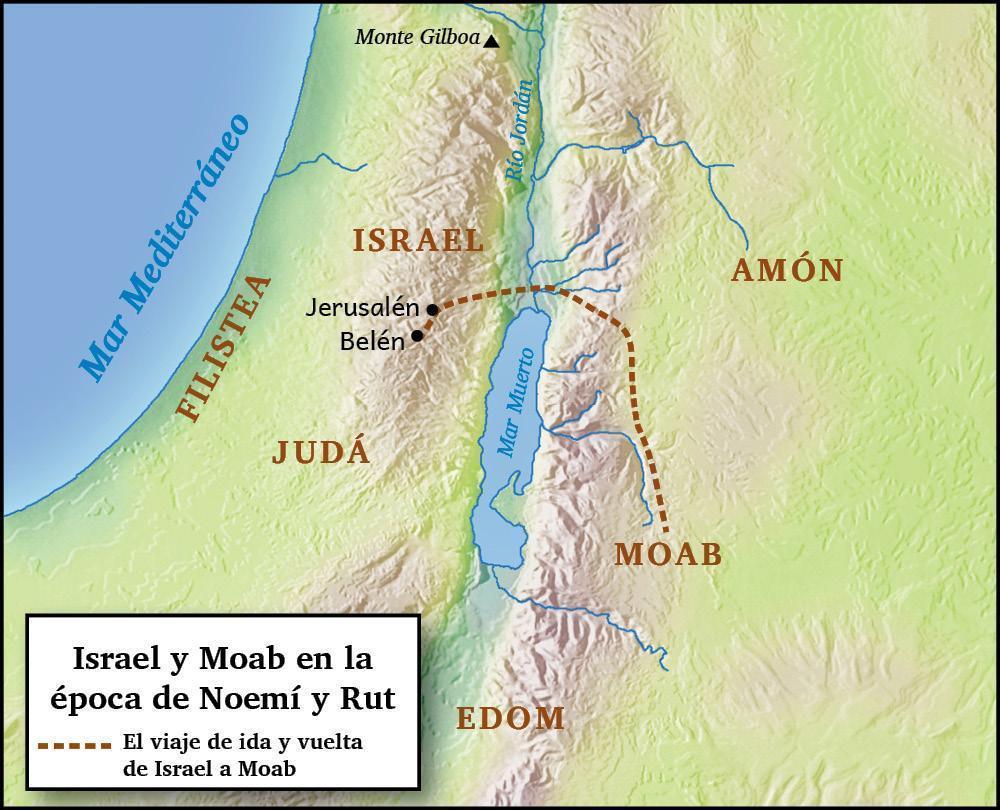 Monte Gilboa
Río Jordán
Mar Mediterráneo
ISRAEL
AMÓN
FILISTEA
Jerusalén
Belén
Mar Muerto
JUDÁ
MOAB
EDOM
Israel y Moab en la
época de Noemí y Rut
El viaje de ida y vuelta
de Israel a Moab